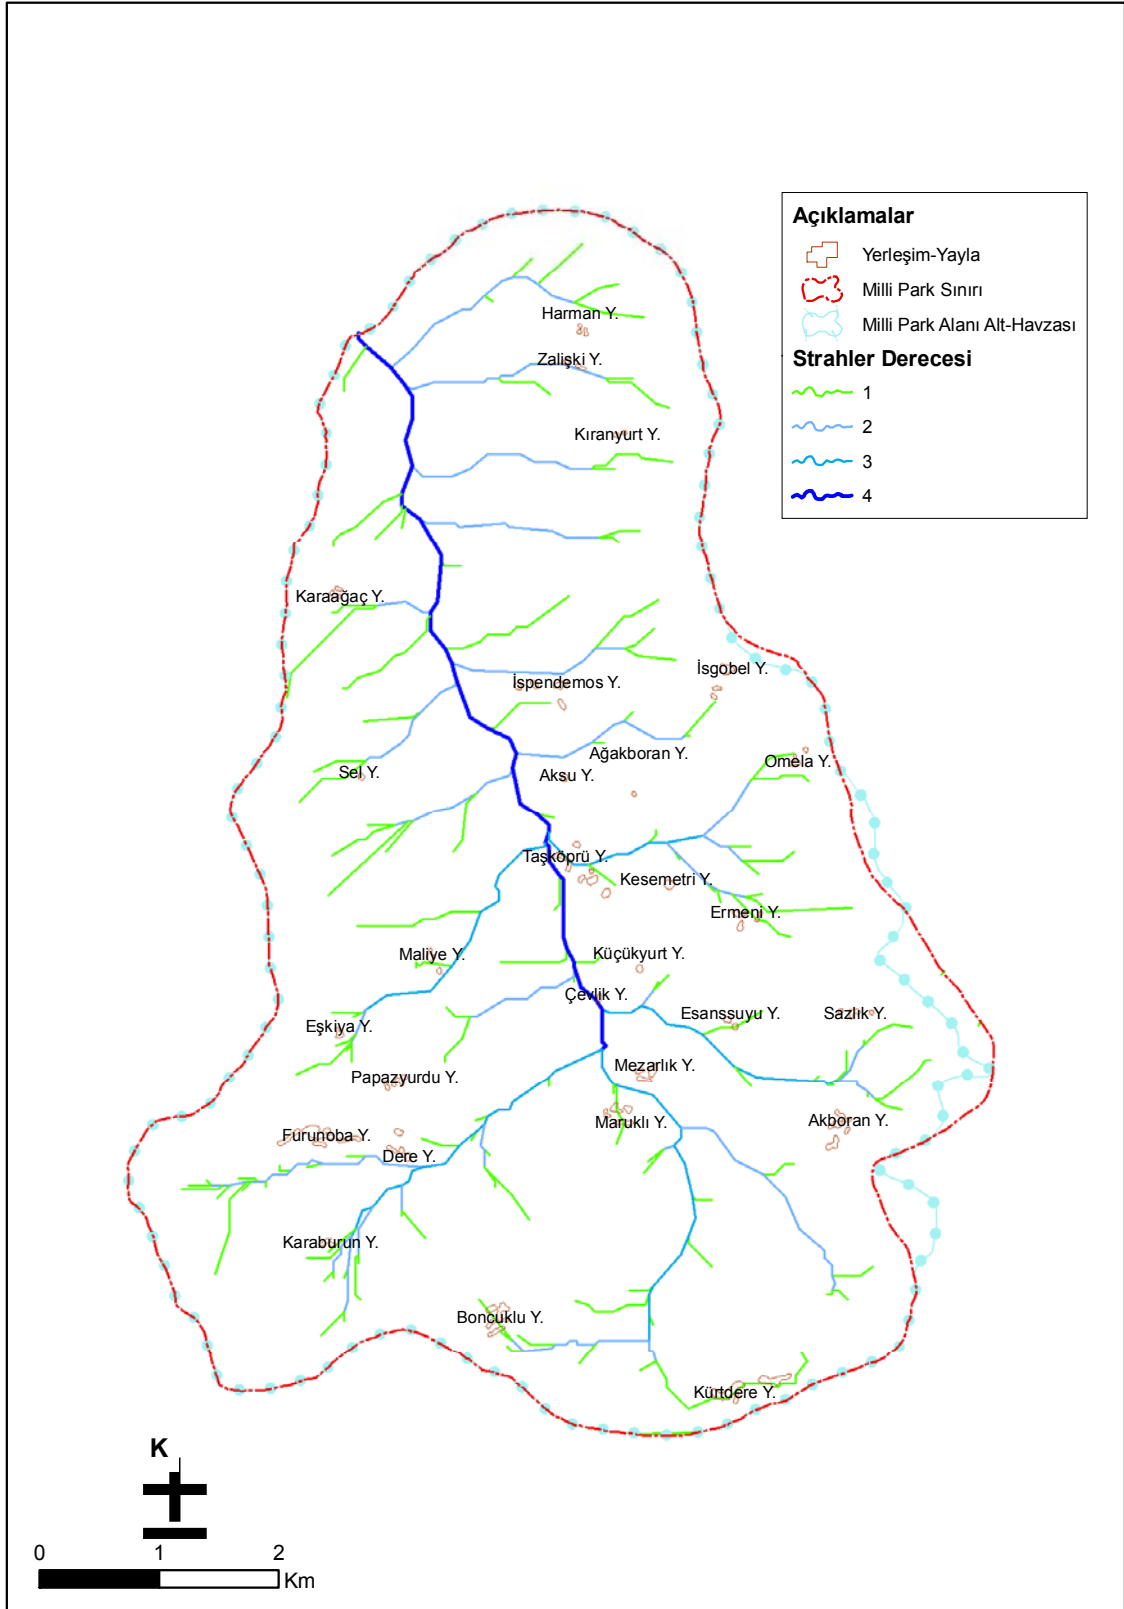 Açıklamalar
Yerleşim-Yayla
Milli Park Sınırı
Milli Park Alanı Alt-Havzası
Strahler Derecesi
1
2
3
4
Harman Y.
Zalişki Y.
Kıranyurt Y.
Karaağaç Y.
İsgobel Y.
İspendemos Y.
Ağakboran Y.
Omela Y.
Sel Y.
Aksu Y.
Taşköprü Y.
Kesemetri Y.
Ermeni Y.
Maliye Y.
Küçükyurt Y.
Çevlik Y.
Esanssuyu Y.
Sazlık Y.
Eşkiya Y.
Mezarlık Y.
Papazyurdu Y.
Maruklı Y.
Akboran Y.
Furunoba Y.
Dere Y.
Karaburun Y.
Boncuklu Y.
Kürtdere Y.
K
0 1 2
Km